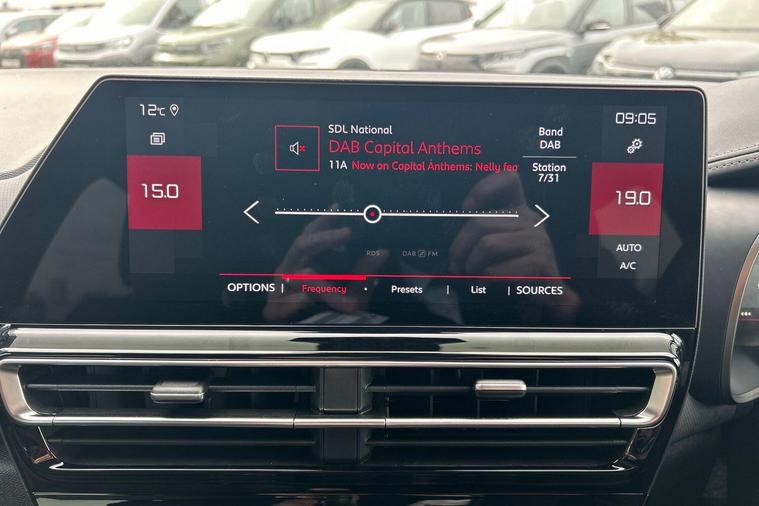 12°C
09:05
SDL National
DAB Capital Anthems
11A Now on Capital Anthems: Nelly feo
Band
DAB
Station
7/31
15.0
19.0
AUTO
A/C
RDS DAB FM
OPTIONS | Frequency • Presets | List | SOURCES